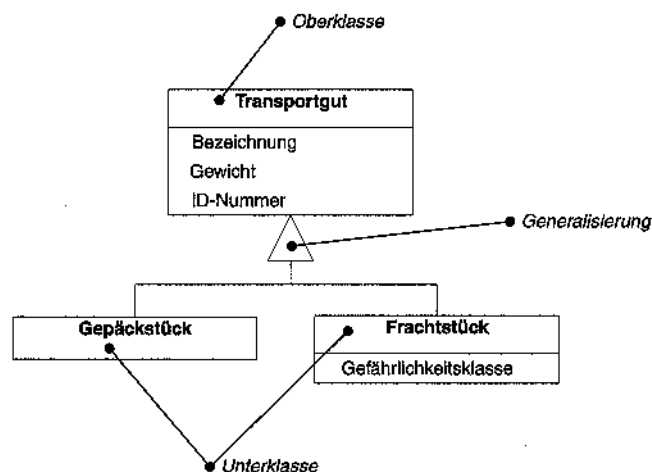 Oberklasse
Transportgut
Bezeichnung
Gewicht
ID-Nummer
Generalisierung
Gepäckstück
Frachtstück
Gefährlichkeitsklasse
Unterklasse